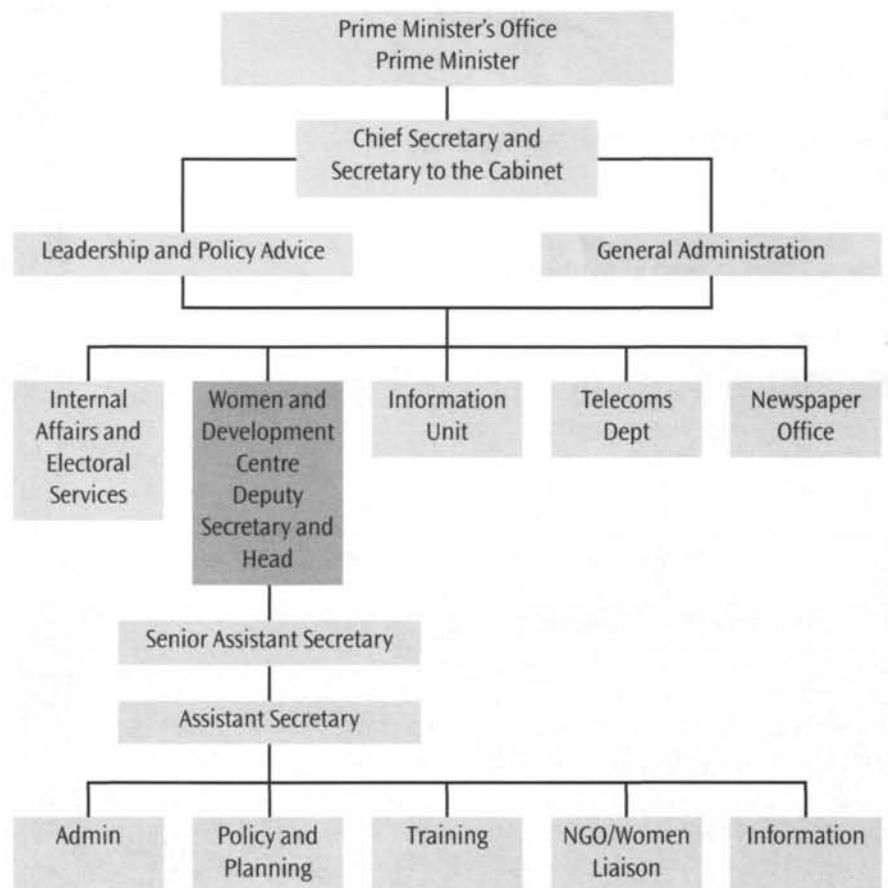 Prime Minister's Office
Prime Minister
Chief Secretary and
Secretary to the Cabinet
Leadership and Policy Advice
General Administration
Internal
Affairs and
Electoral
Services
Women and
Development
Centre
Deputy
Secretary and
Head
Information
Unit
Telecoms
Dept
Newspaper
Office
Senior Assistant Secretary
Assistant Secretary
Admin
Policy and
Planning
Training
NGO/Women
Liaison
Information